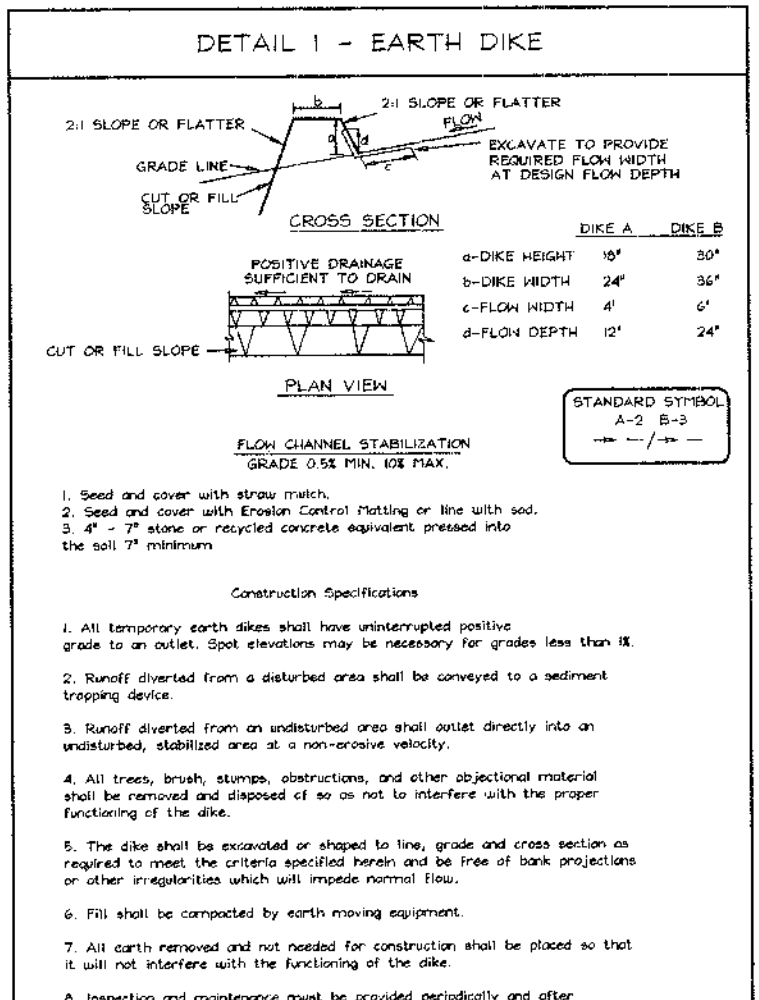 DETAIL 1 - EARTH DIKE
b
2:1 SLOPE OR FLATTER
2:1 SLOPE OR FLATTER
FLOW
a
d
EXCAVATE TO PROVIDE
REQUIRED FLOW WIDTH
AT DESIGN FLOW DEPTH
GRADE LINE
c
CUT OR FILL
SLOPE
CROSS SECTION
DIKE A DIKE B
a-DIKE HEIGHT 18" 30"
b-DIKE WIDTH 24" 36"
c-FLOW WIDTH 4' 6'
d-FLOW DEPTH 12" 24"
POSITIVE DRAINAGE
SUFFICIENT TO DRAIN
CUT OR FILL SLOPE
PLAN VIEW
STANDARD SYMBOL
A-2 B-3
/
FLOW CHANNEL STABILIZATION
GRADE 0.5% MIN. 10% MAX.
1. Seed and cover with straw mulch.
2. Seed and cover with Erosion Control Matting or line with sod.
3. 4" - 7" stone or recycled concrete equivalent pressed into
the soil 7" minimum
Construction Specifications
1. All temporary earth dikes shall have uninterrupted positive
grade to an outlet. Spot elevations may be necessary for grades less than 1%.
2. Runoff diverted from a disturbed area shall be conveyed to a sediment
trapping device.
3. Runoff diverted from an undisturbed area shall outlet directly into an
undisturbed, stabilized area at a non-erosive velocity.
4. All trees, brush, stumps, obstructions, and other objectional material
shall be removed and disposed of so as not to interfere with the proper
functioning of the dike.
5. The dike shall be excavated or shaped to line, grade and cross section as
required to meet the criteria specified herein and be free of bank projections
or other irregularities which will impede normal flow.
6. Fill shall be compacted by earth moving equipment.
7. All earth removed and not needed for construction shall be placed so that
it will not interfere with the functioning of the dike.
8. Inspection and maintenance must be provided periodically and after